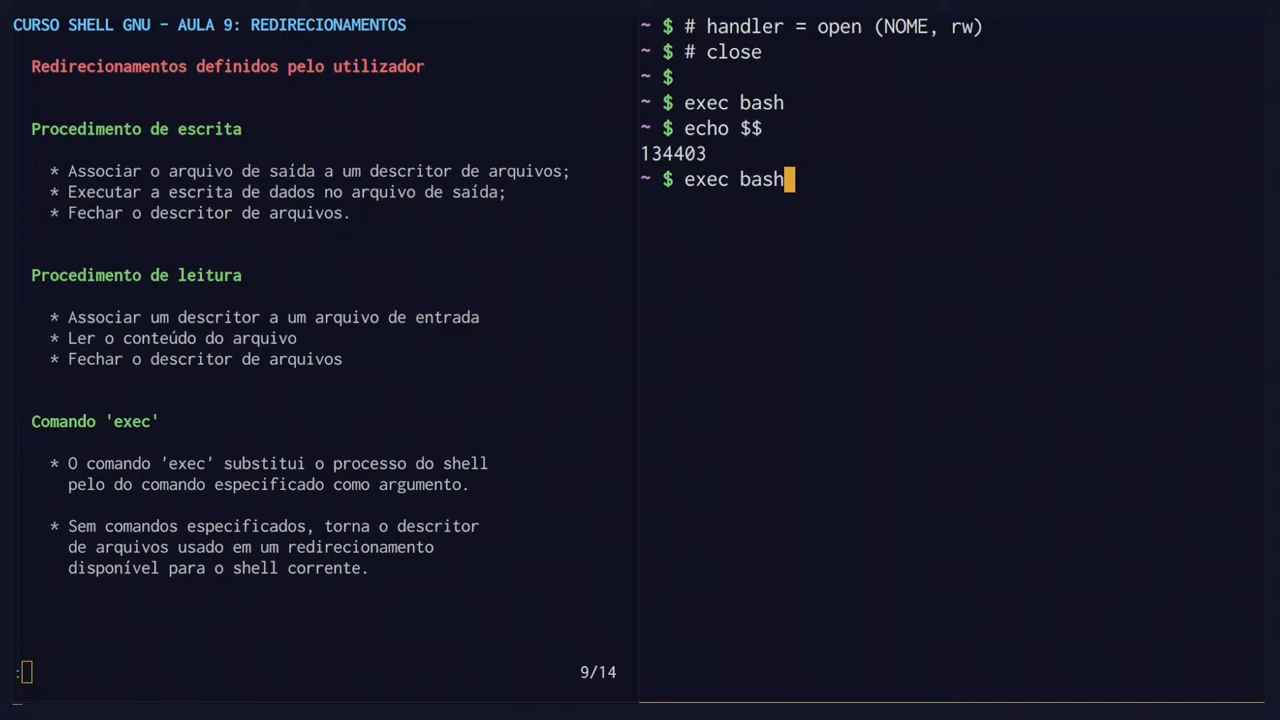 CURSO SHELL GNU - AULA 9: REDIRECIONAMENTOS
Redirecionamentos definidos pelo utilizador
Procedimento de escrita
* Associar o arquivo de saída a um descritor de arquivos;
* Executar a escrita de dados no arquivo de saída;
* Fechar o descritor de arquivos.
Procedimento de leitura
* Associar um descritor a um arquivo de entrada
* Ler o conteúdo do arquivo
* Fechar o descritor de arquivos
Comando 'exec'
* O comando 'exec' substitui o processo do shell
pelo do comando especificado como argumento.
* Sem comandos especificados, torna o descritor
de arquivos usado em um redirecionamento
disponível para o shell corrente.
:
9/14
~ $ # handler = open (NOME, rw)
~ $ # close
~ $
~ $ exec bash
~ $ echo $$
134403
~ $ exec bash